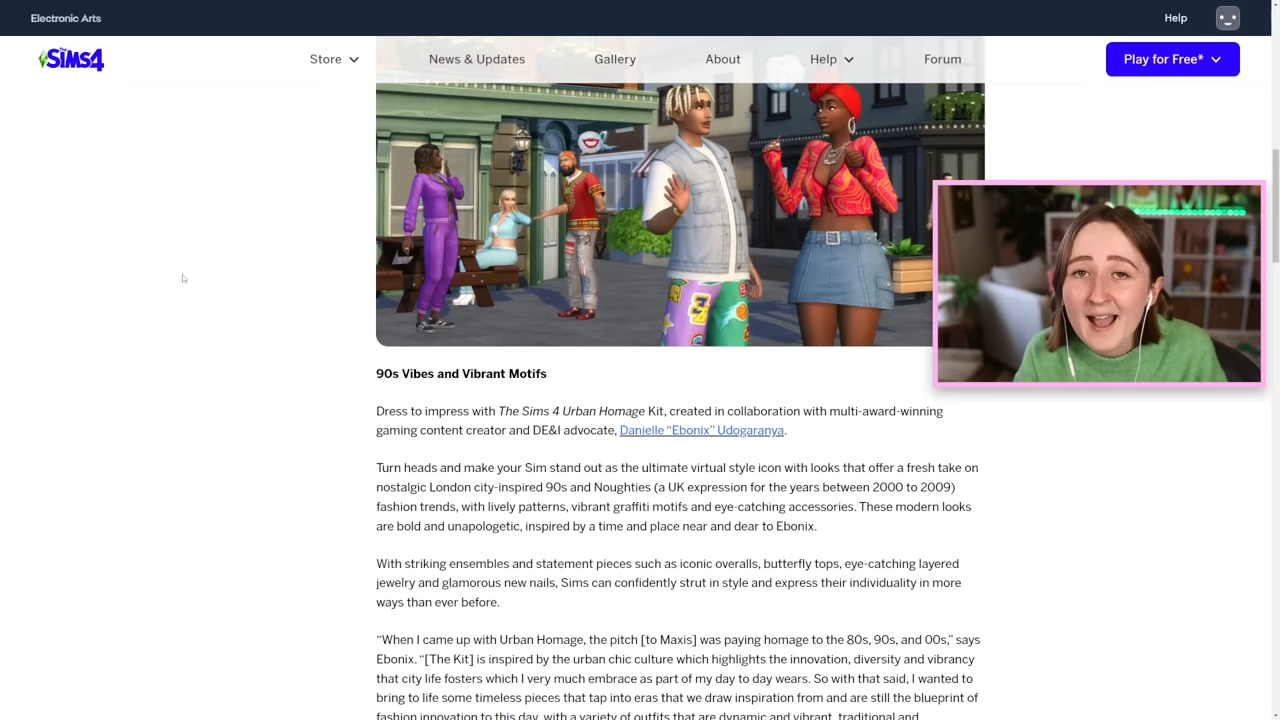 Electronic Arts
Help
The Sims 4
Store
News & Updates
Gallery
About
Help
Forum
Play for Free*
90s Vibes and Vibrant Motifs
Dress to impress with The Sims 4 Urban Homage Kit, created in collaboration with multi-award-winning
gaming content creator and DE&I advocate, Danielle “Ebonix” Udogaranya.
Turn heads and make your Sim stand out as the ultimate virtual style icon with looks that offer a fresh take on
nostalgic London city-inspired 90s and Noughties (a UK expression for the years between 2000 to 2009)
fashion trends, with lively patterns, vibrant graffiti motifs and eye-catching accessories. These modern looks
are bold and unapologetic, inspired by a time and place near and dear to Ebonix.
With striking ensembles and statement pieces such as iconic overalls, butterfly tops, eye-catching layered
jewelry and glamorous new nails, Sims can confidently strut in style and express their individuality in more
ways than ever before.
“When I came up with Urban Homage, the pitch [to Maxis] was paying homage to the 80s, 90s, and 00s,” says
Ebonix. “[The Kit] is inspired by the urban chic culture which highlights the innovation, diversity and vibrancy
that city life fosters which I very much embrace as part of my day to day wears. So with that said, I wanted to
bring to life some timeless pieces that tap into eras that we draw inspiration from and are still the blueprint of
fashion innovation to this day, with a variety of outfits that are dynamic and vibrant, traditional and